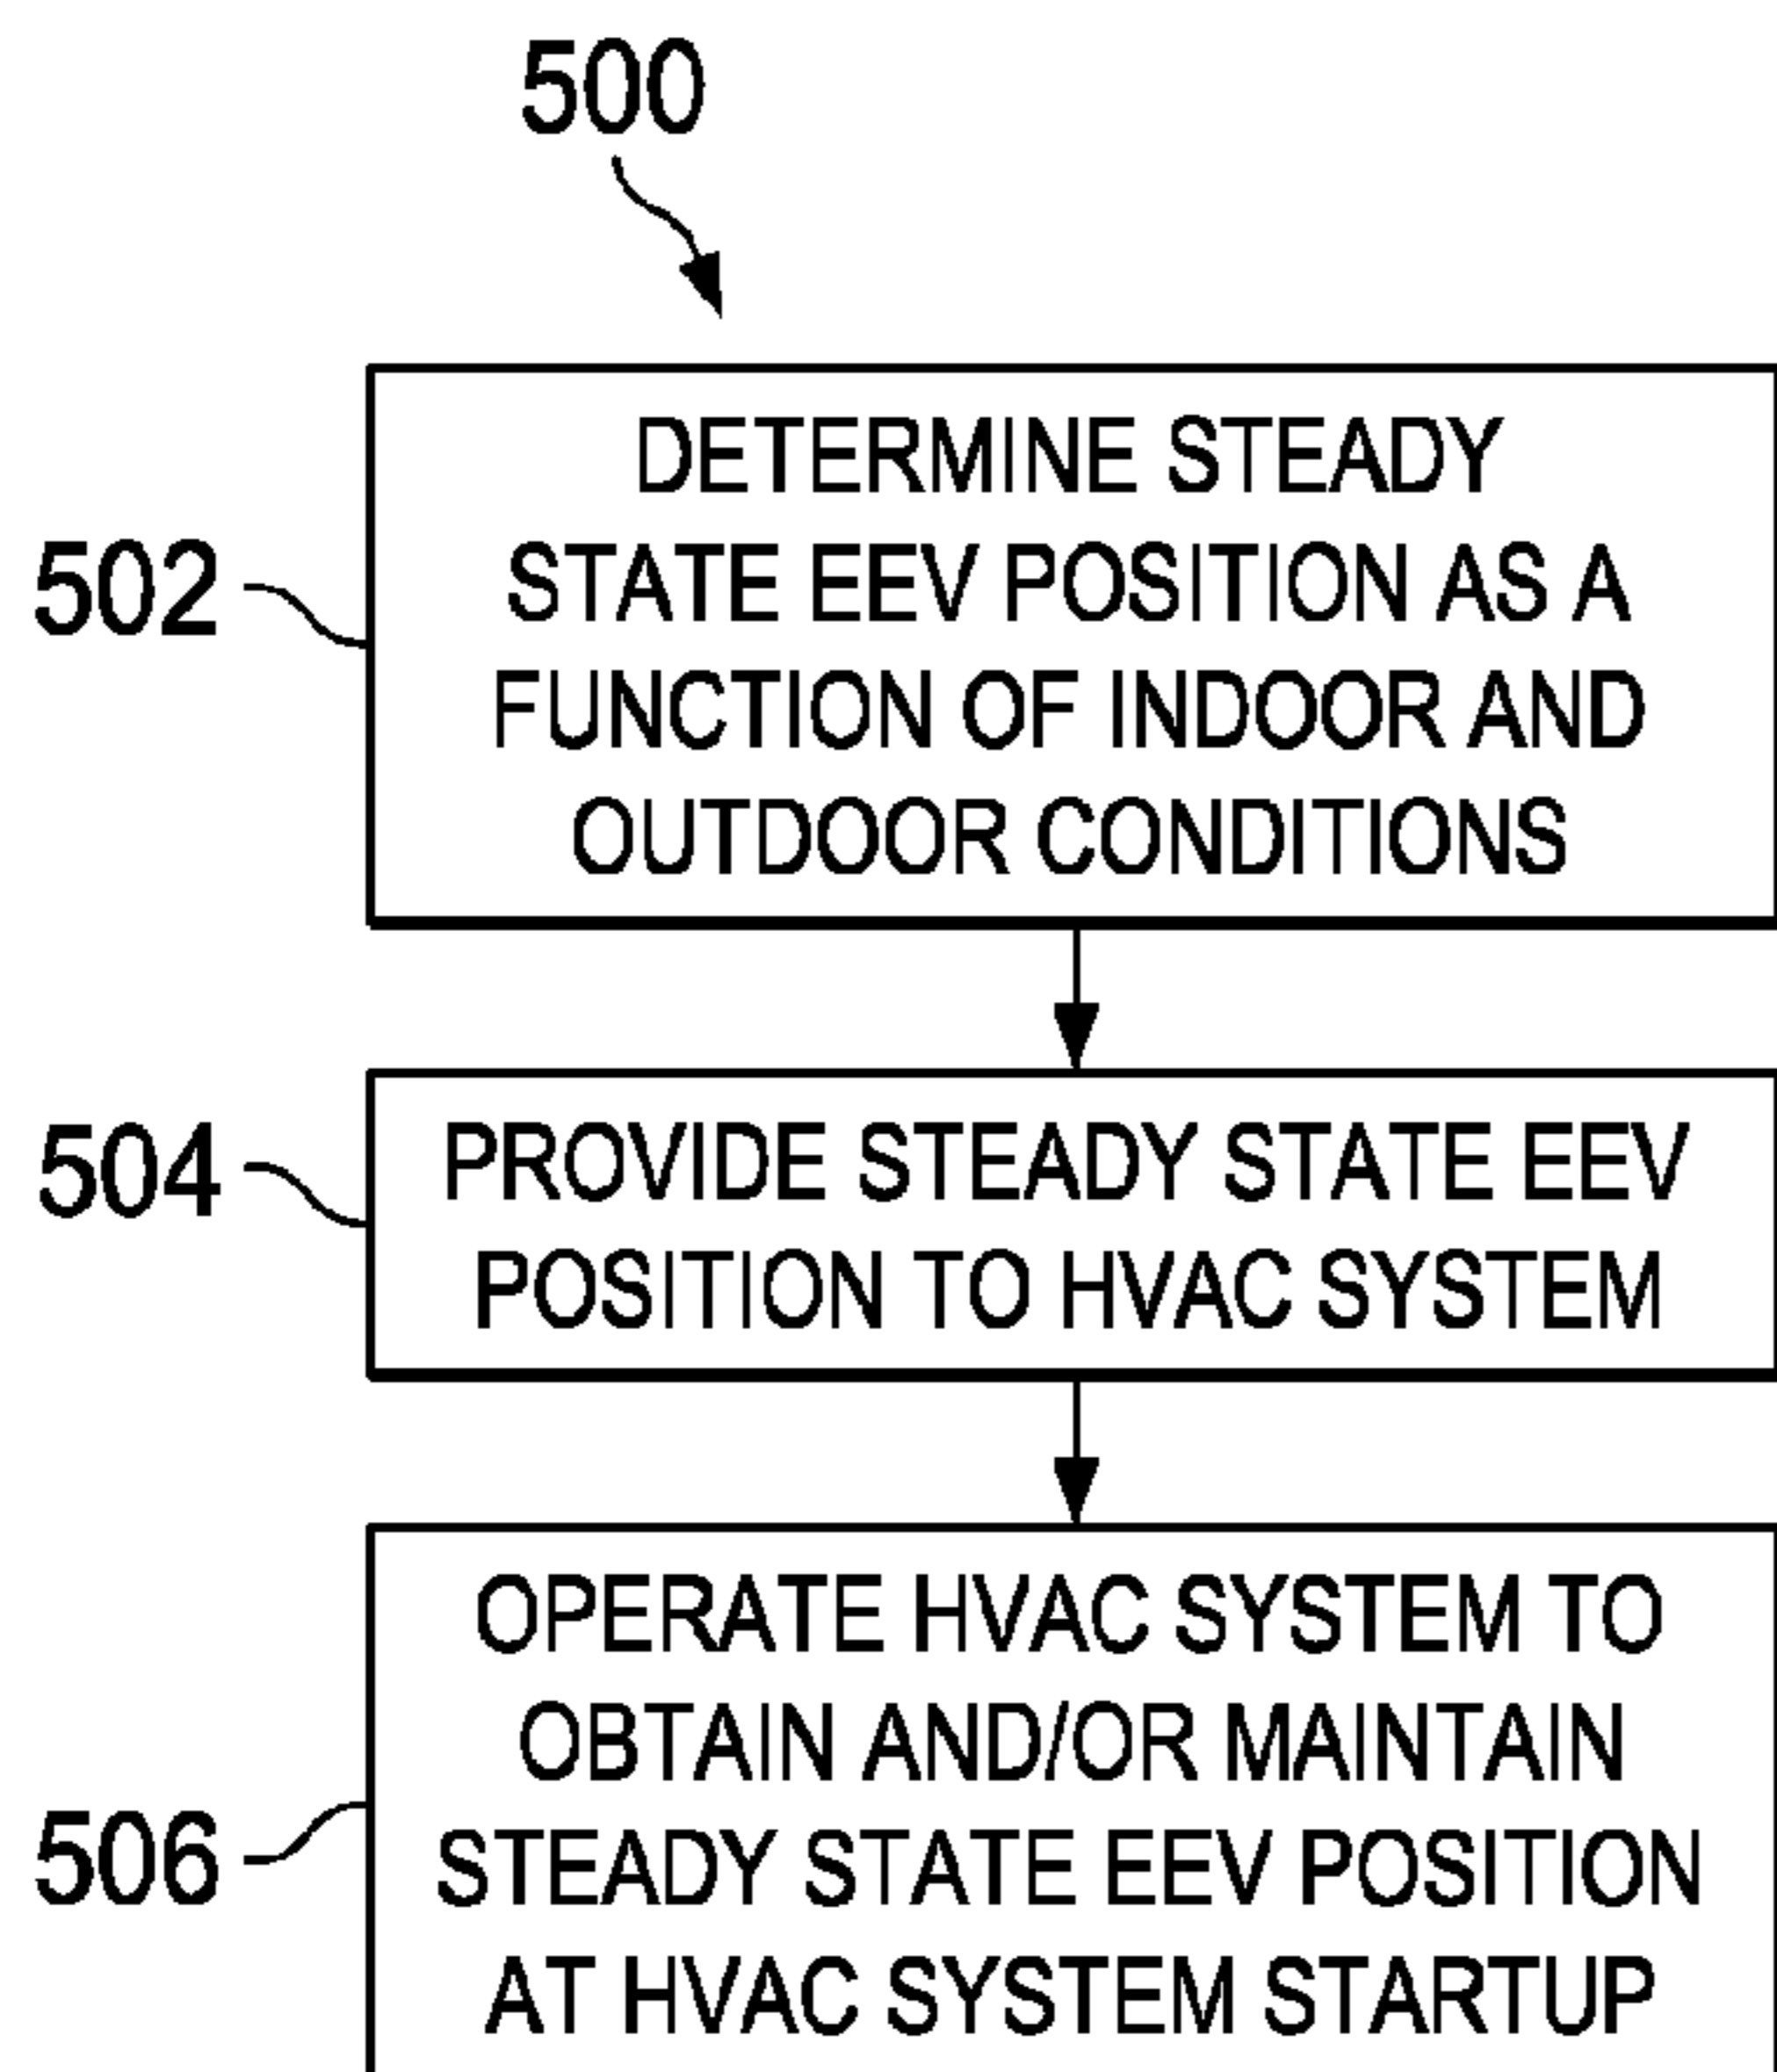 500
502
DETERMINE STEADY
STATE EEV POSITION AS A
FUNCTION OF INDOOR AND
OUTDOOR CONDITIONS
504
PROVIDE STEADY STATE EEV
POSITION TO HVAC SYSTEM
506
OPERATE HVAC SYSTEM TO
OBTAIN AND/OR MAINTAIN
STEADY STATE EEV POSITION
AT HVAC SYSTEM STARTUP